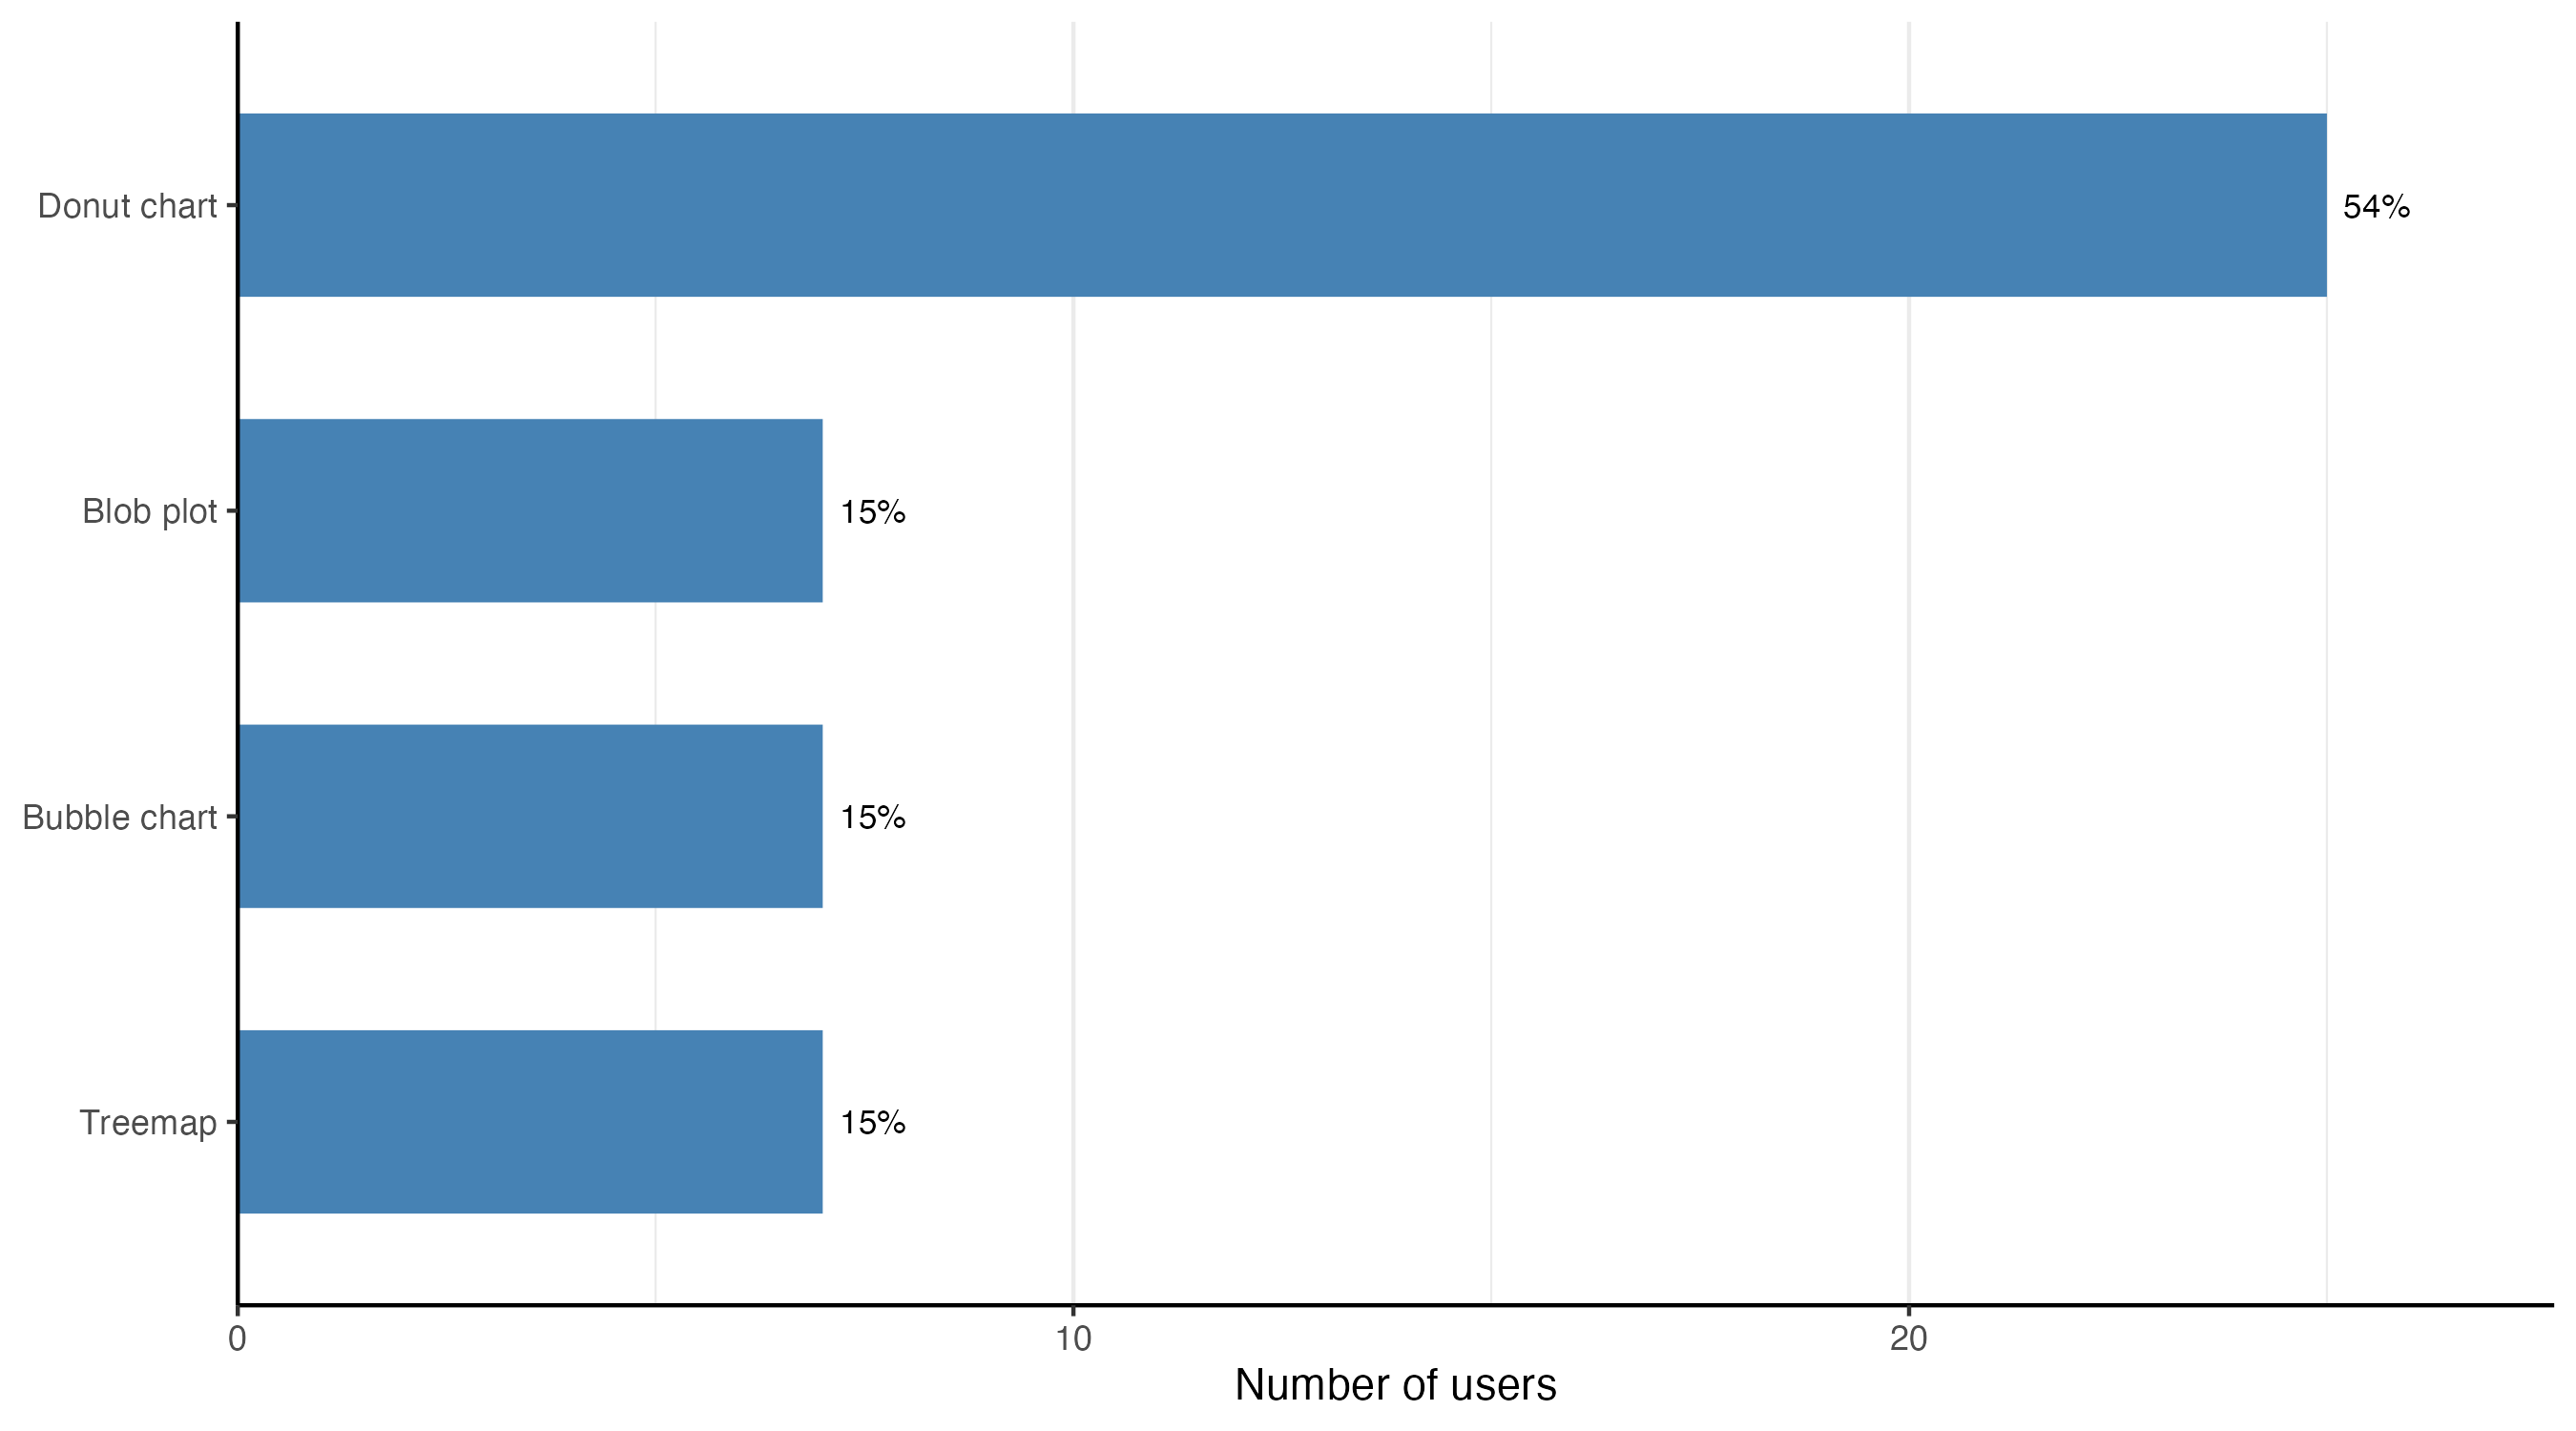 Donut chart
54%
Blob plot
15%
Bubble chart
15%
Treemap
15%
0 10 20
Number of users